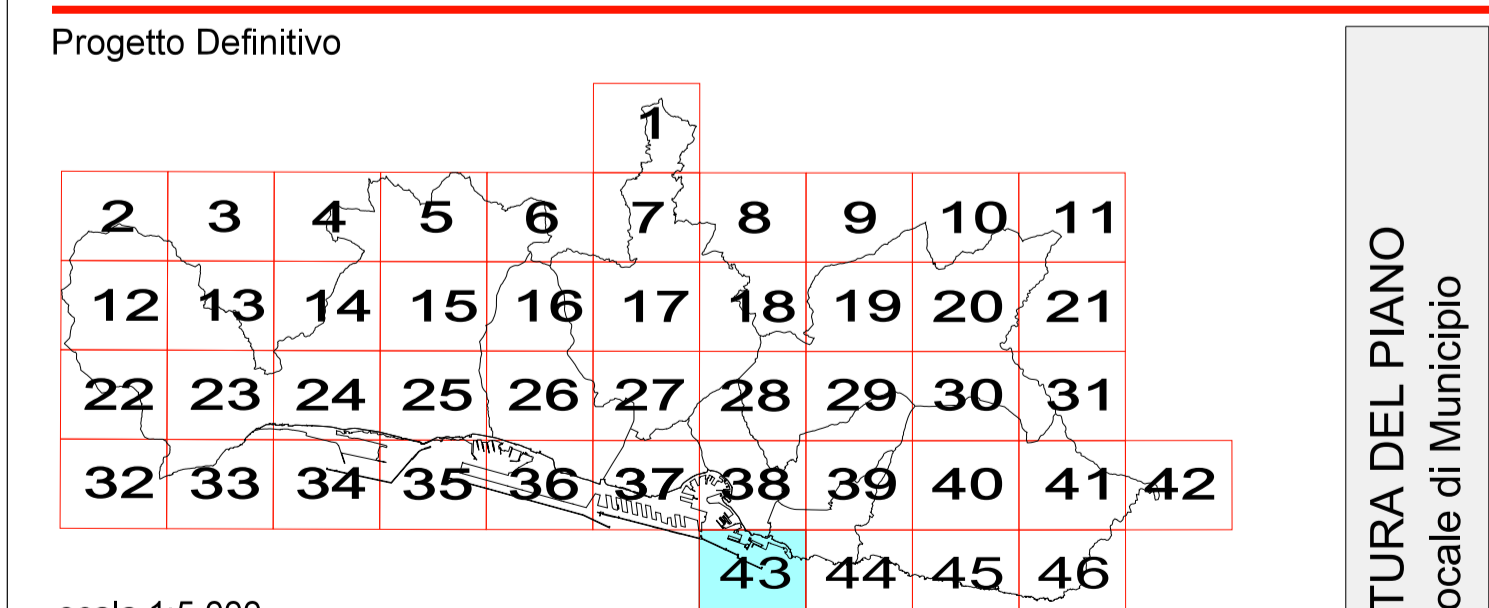 Progetto Definitivo
1
2 3 4 5 6 7 8 9 10 11
12 13 14 15 16 17 18 19 20 21
22 23 24 25 26 27 28 29 30 31
32 33 34 35 36 37 38 39 40 41 42
43 44 45 46
TURA DEL PIANO
ocale di Municipio